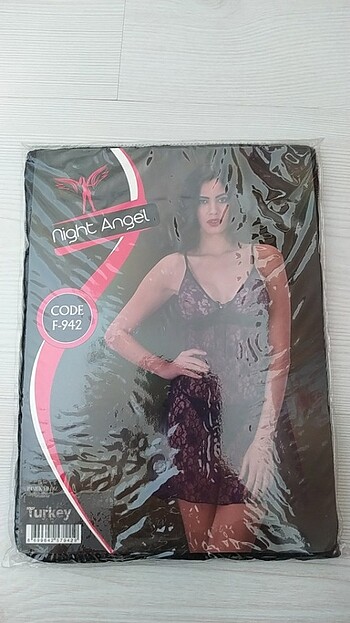 Night Angel
CODE
F-942
Turkey